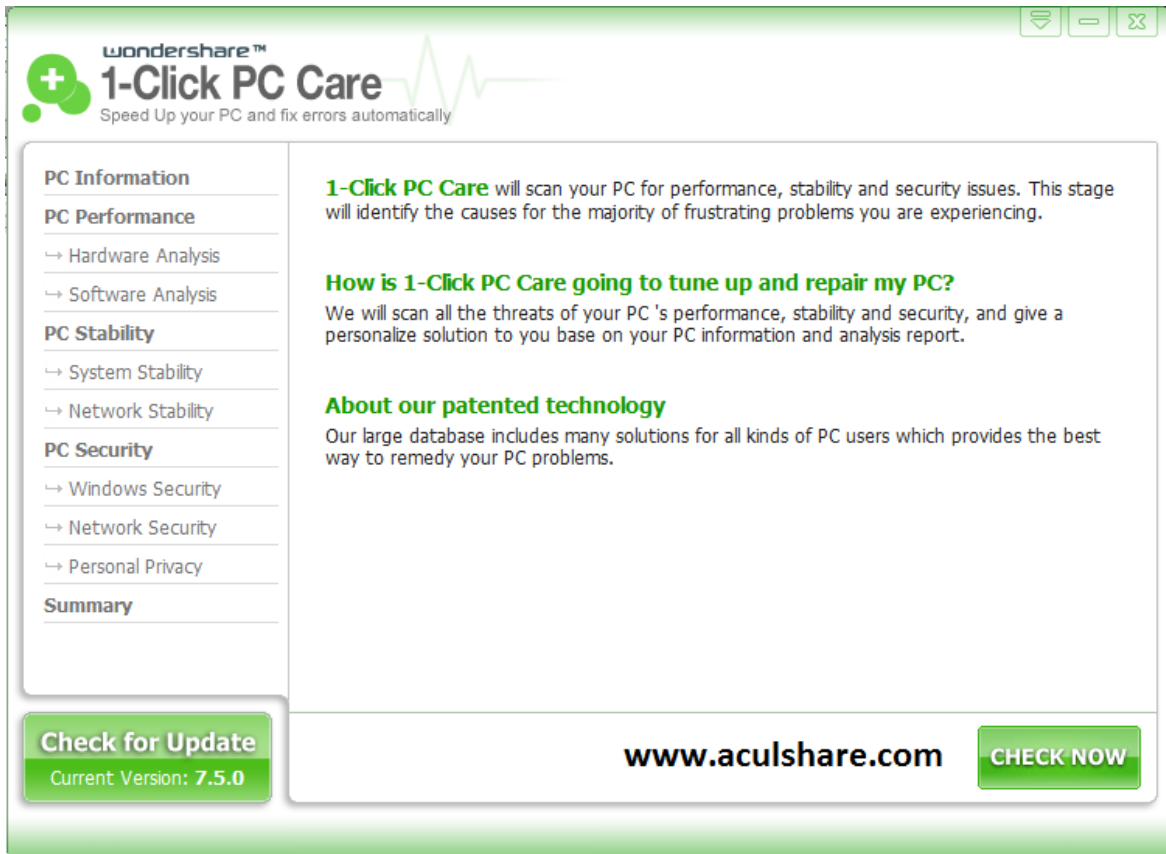 wondershare™
1-Click PC Care
Speed Up your PC and fix errors automatically
PC Information
PC Performance
Hardware Analysis
Software Analysis
PC Stability
System Stability
Network Stability
PC Security
Windows Security
Network Security
Personal Privacy
Summary
Check for Update
Current Version: 7.5.0
1-Click PC Care will scan your PC for performance, stability and security issues. This stage
will identify the causes for the majority of frustrating problems you are experiencing.
How is 1-Click PC Care going to tune up and repair my PC?
We will scan all the threats of your PC 's performance, stability and security, and give a
personalize solution to you base on your PC information and analysis report.
About our patented technology
Our large database includes many solutions for all kinds of PC users which provides the best
way to remedy your PC problems.
www.aculshare.com
CHECK NOW